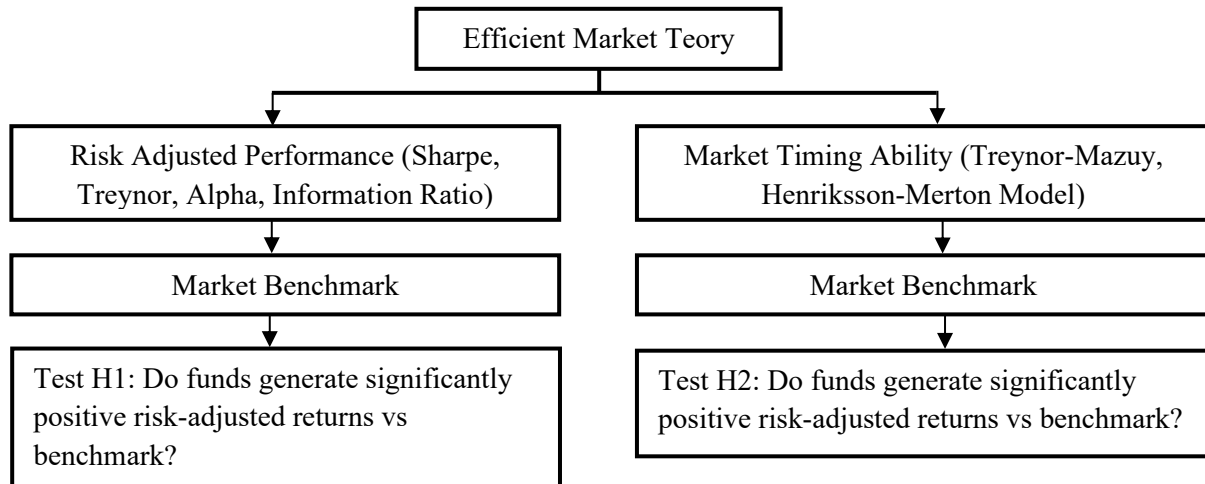 Efficient Market Teory
Risk Adjusted Performance (Sharpe,
Treynor, Alpha, Information Ratio)
Market Benchmark
Test H1: Do funds generate significantly
positive risk-adjusted returns vs
benchmark?
Market Timing Ability (Treynor-Mazuy,
Henriksson-Merton Model)
Market Benchmark
Test H2: Do funds generate significantly
positive risk-adjusted returns vs benchmark?